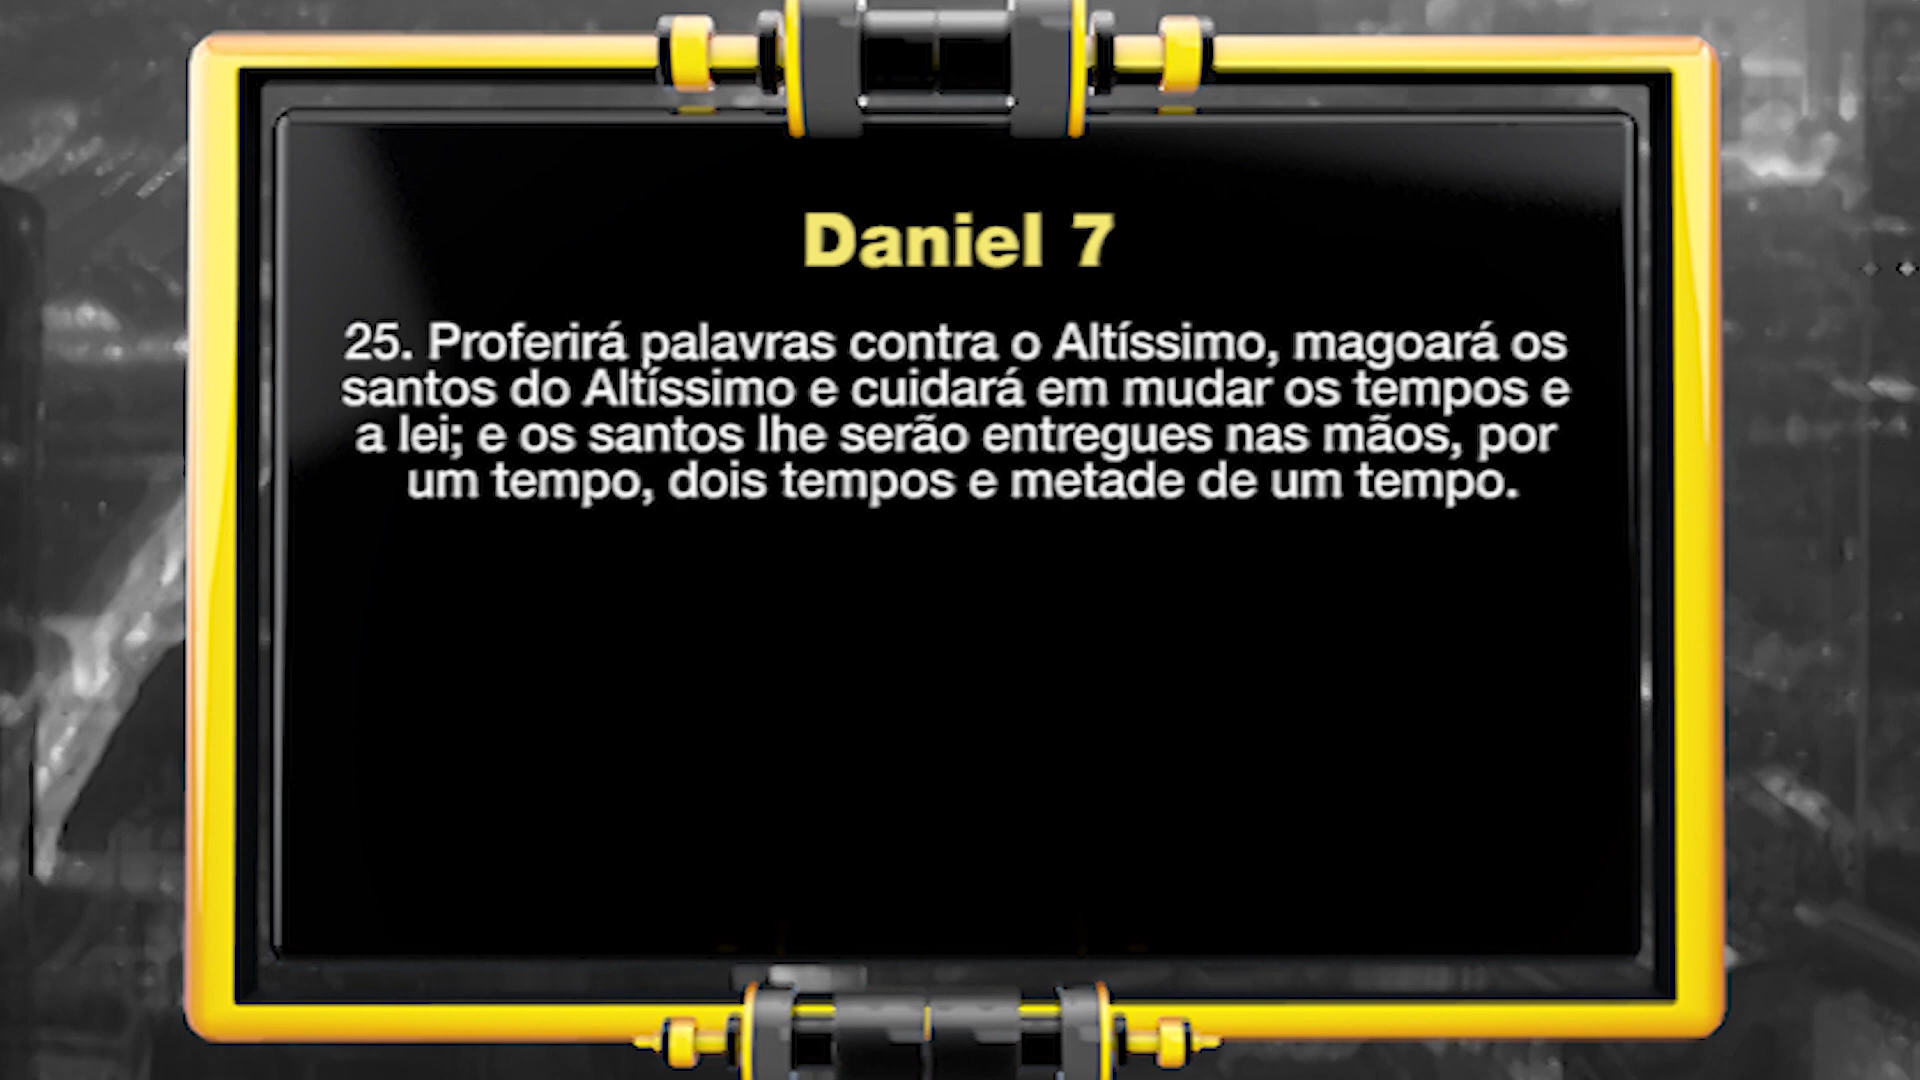 Daniel 7
25. Proferirá palavras contra o Altíssimo, magoará os
santos do Altíssimo e cuidará em mudar os tempos e
a lei; e os santos lhe serão entregues nas mãos, por
um tempo, dois tempos e metade de um tempo.